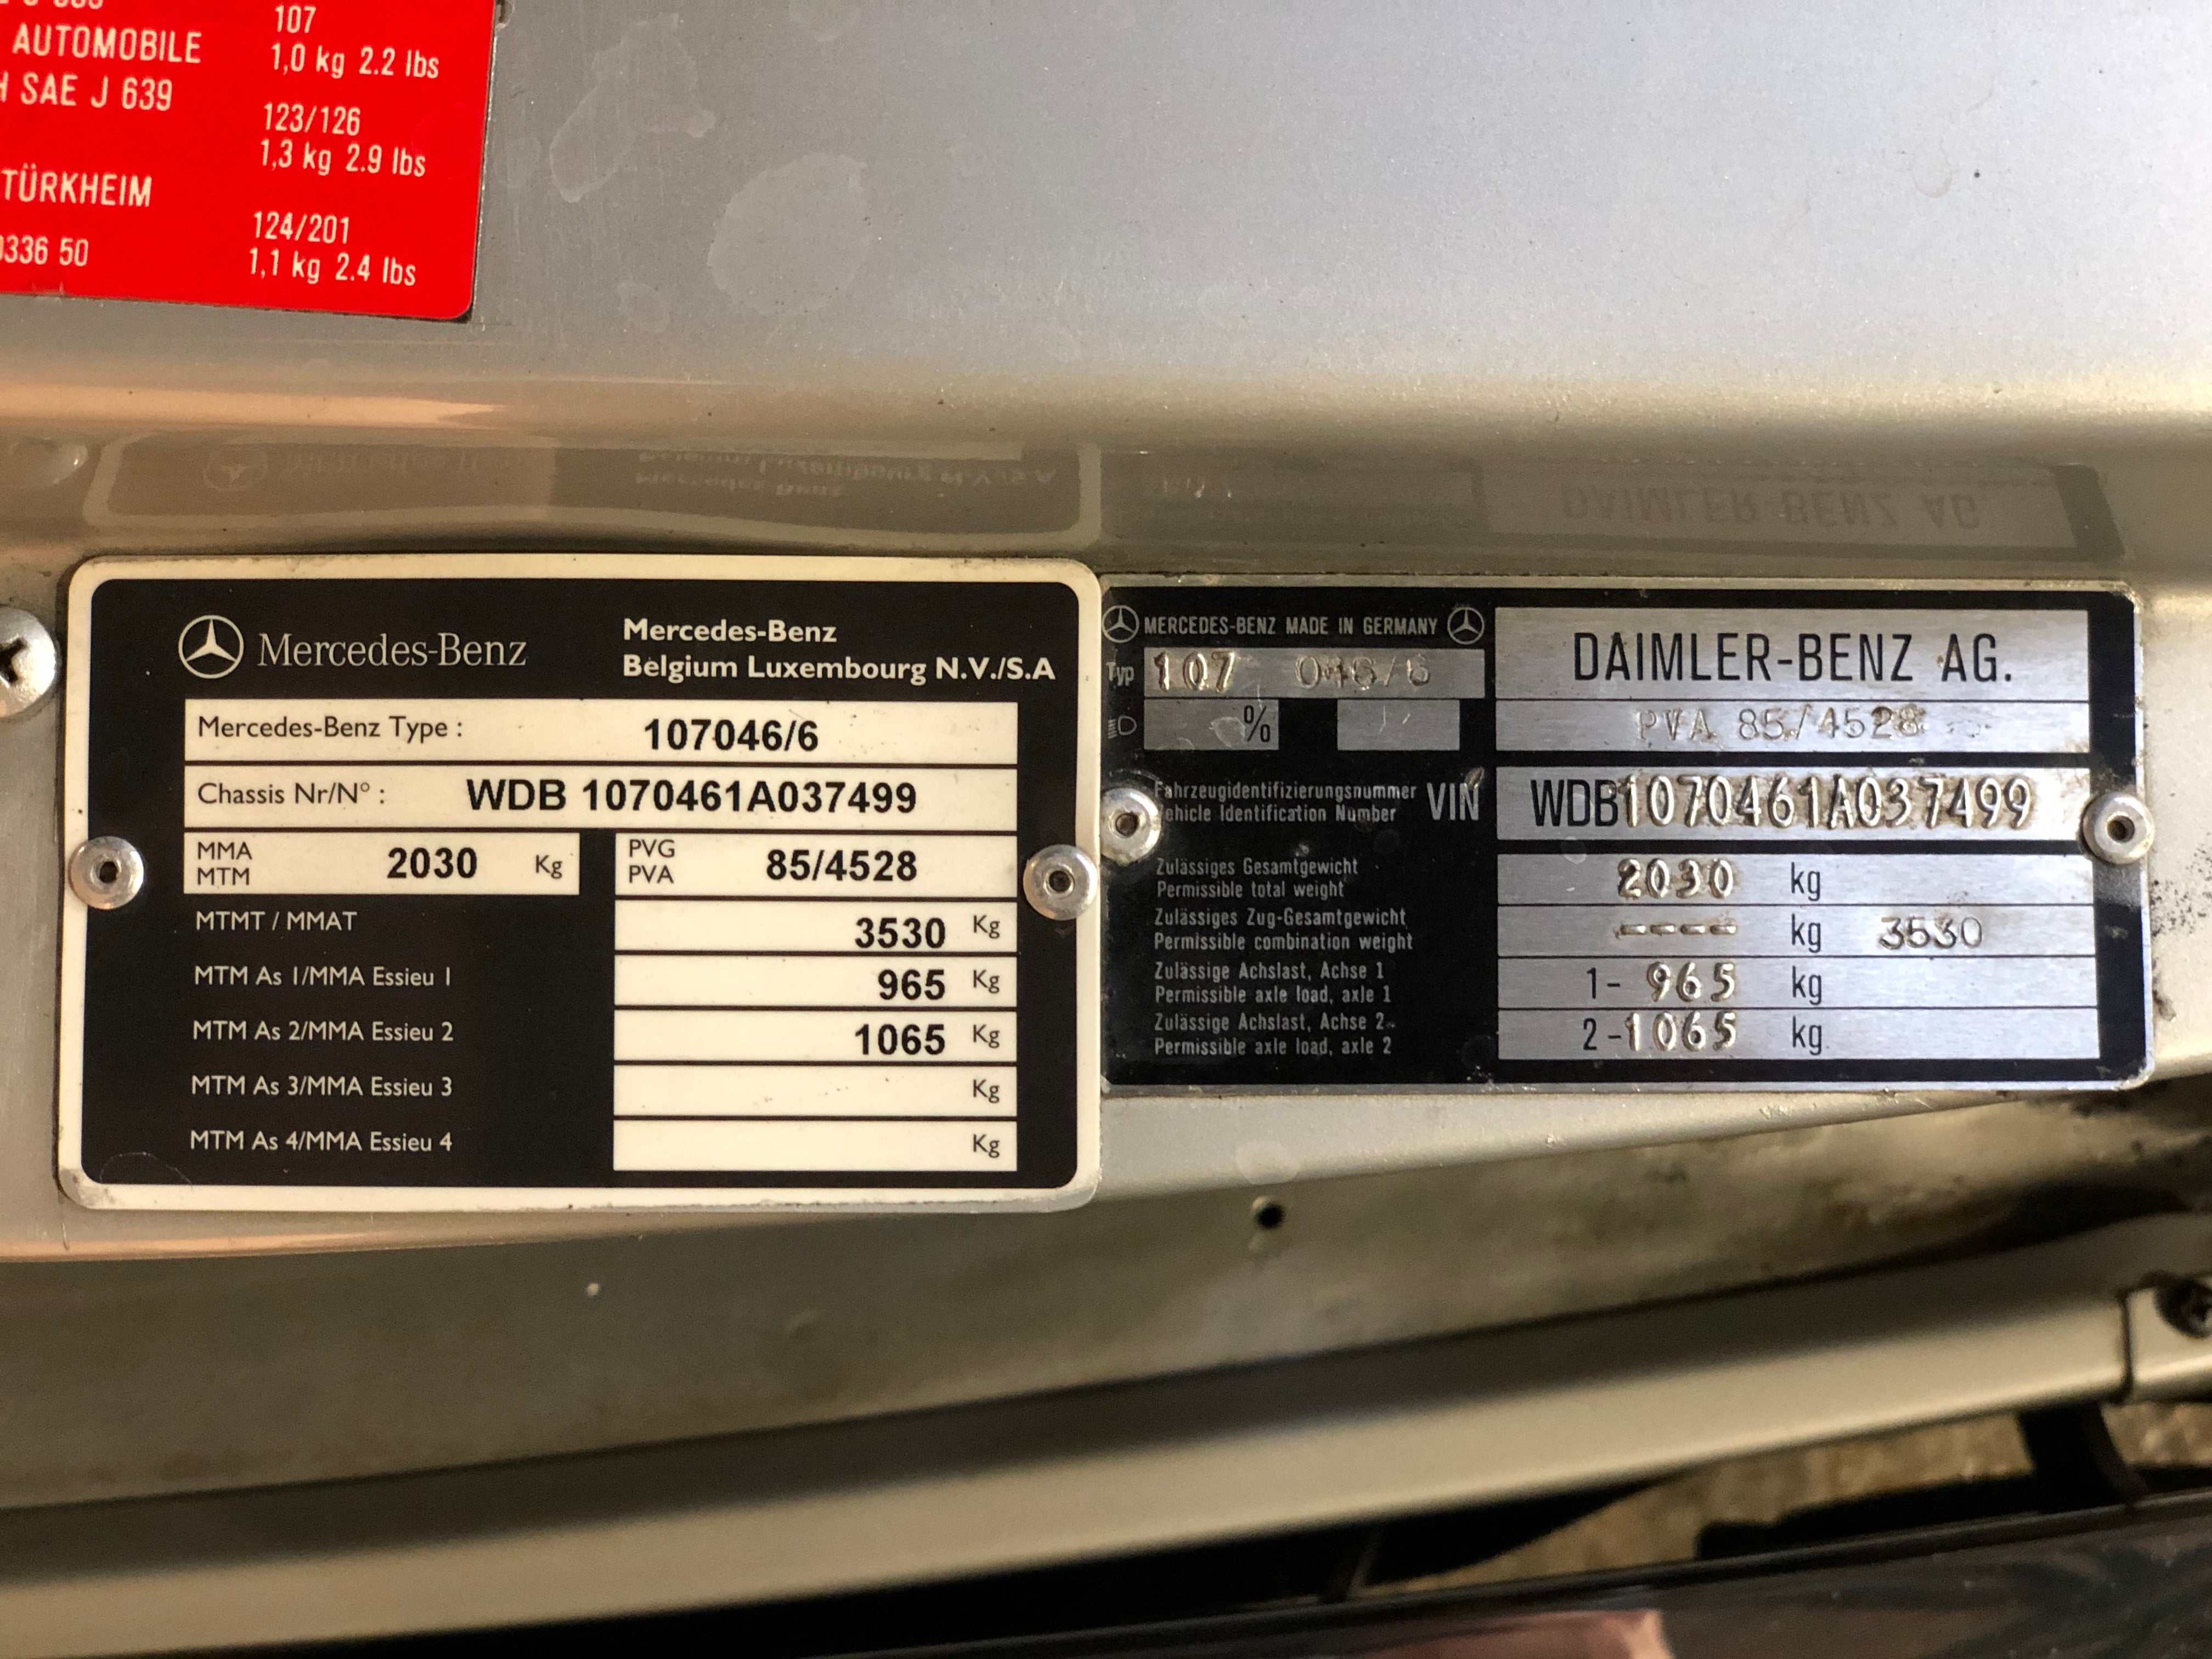 107
AUTOMOBILE
1,0 kg 2.2 lbs
SAE J 639
123/126
1,3 kg 2.9 lbs
TÜRKHEIM
124/201
336 50
1,1 kg 2.4 lbs
Mercedes-Benz
Mercedes-Benz
Belgium Luxembourg N.V./S.A
Mercedes-Benz Type : 107046/6
Chassis Nr/N° : WDB 1070461A037499
MMA
MTM
2030 Kg
PVG
PVA
85/4528
MTMT / MMAT 3530 Kg
MTM As 1/MMA Essieu 1 965 Kg
MTM As 2/MMA Essieu 2 1065 Kg
MTM As 3/MMA Essieu 3 Kg
MTM As 4/MMA Essieu 4 Kg
MERCEDES-BENZ MADE IN GERMANY
DAIMLER-BENZ AG.
Typ 107 046/6
%
PVA 85/4528
Fahrzeugidentifizierungsnummer
Vehicle Identification Number
VIN WDB1070461A037499
Zulässiges Gesamtgewicht
Permissible total weight
2030 kg
Zulässiges Zug-Gesamtgewicht
Permissible combination weight
---- kg 3530
Zulässige Achslast, Achse 1
Permissible axle load, axle 1
1- 965 kg
Zulässige Achslast, Achse 2
Permissible axle load, axle 2
2-1065 kg